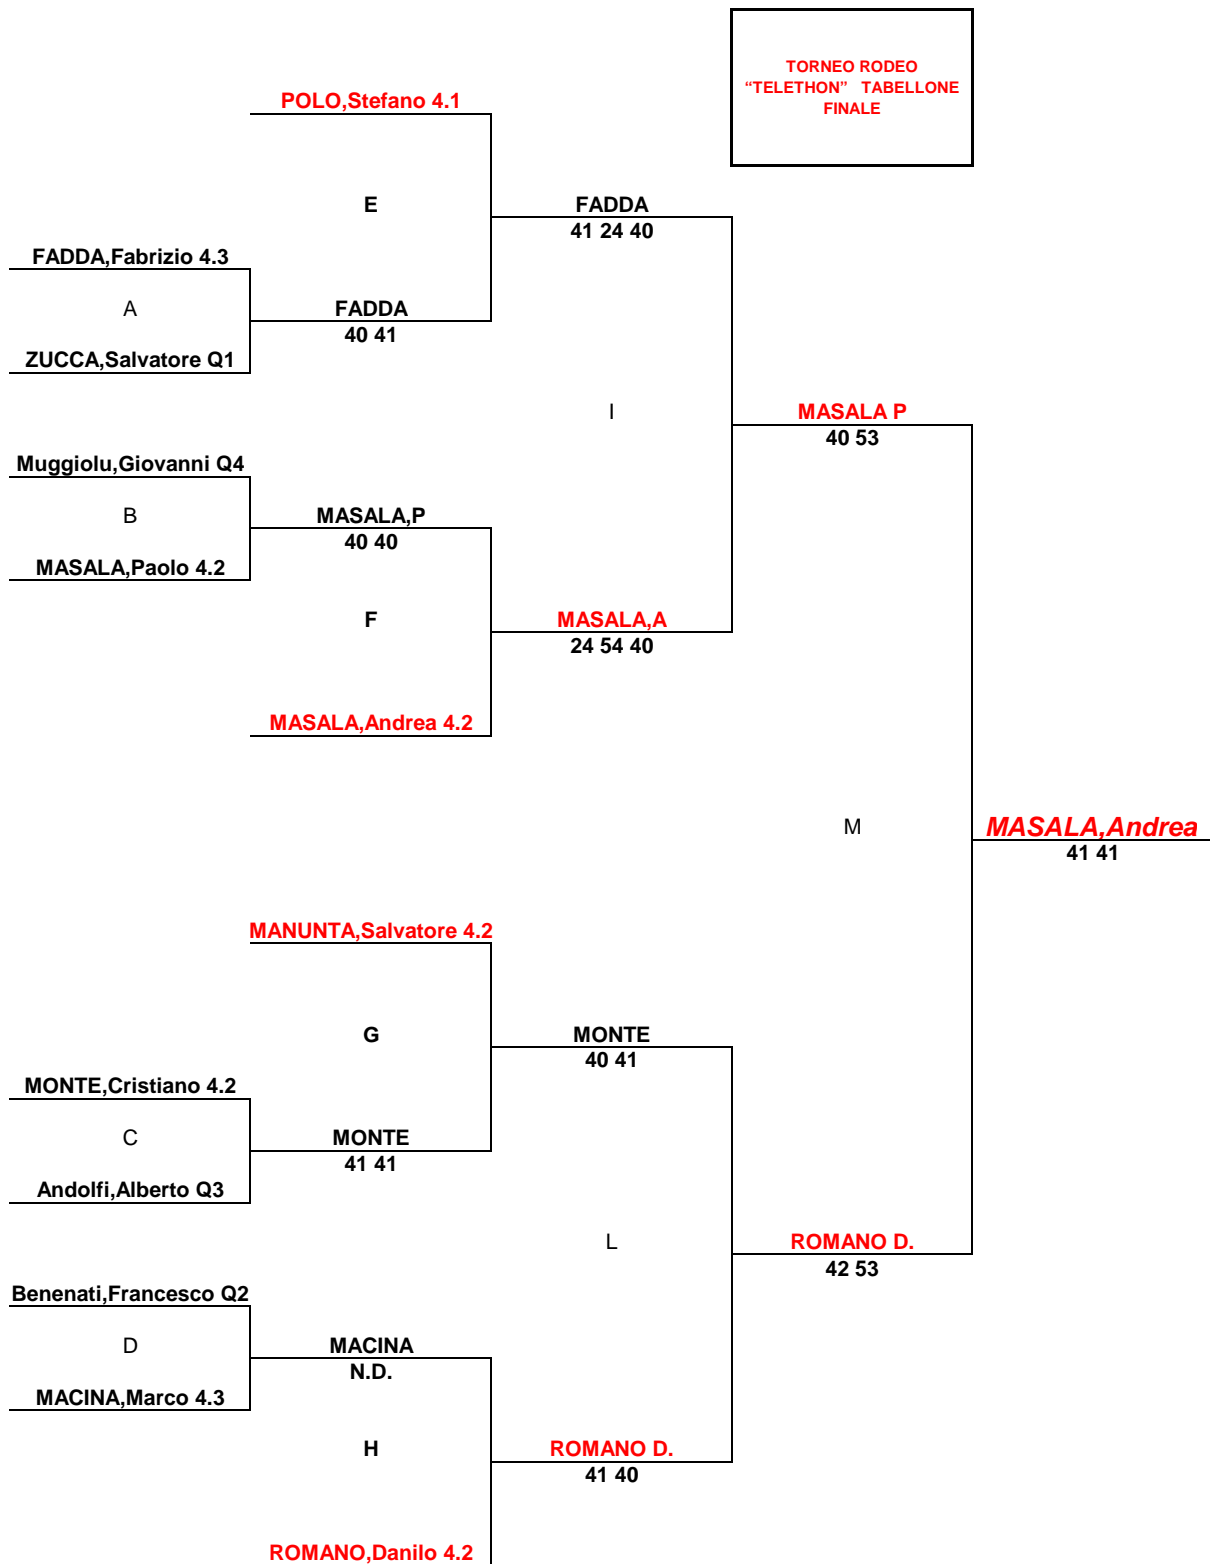 TORNEO RODEO
“TELETHON” TABELLONE
FINALE
POLO,Stefano 4.1
E
FADDA
41 24 40
FADDA,Fabrizio 4.3
A
FADDA
40 41
ZUCCA,Salvatore Q1
I
MASALA P
40 53
Muggiolu,Giovanni Q4
B
MASALA,P
40 40
MASALA,Paolo 4.2
F
MASALA,A
24 54 40
MASALA,Andrea 4.2
M
MASALA,Andrea
41 41
MANUNTA,Salvatore 4.2
G
MONTE
40 41
MONTE,Cristiano 4.2
C
MONTE
41 41
Andolfi,Alberto Q3
L
ROMANO D.
42 53
Benenati,Francesco Q2
D
MACINA
N.D.
MACINA,Marco 4.3
H
ROMANO D.
41 40
ROMANO,Danilo 4.2